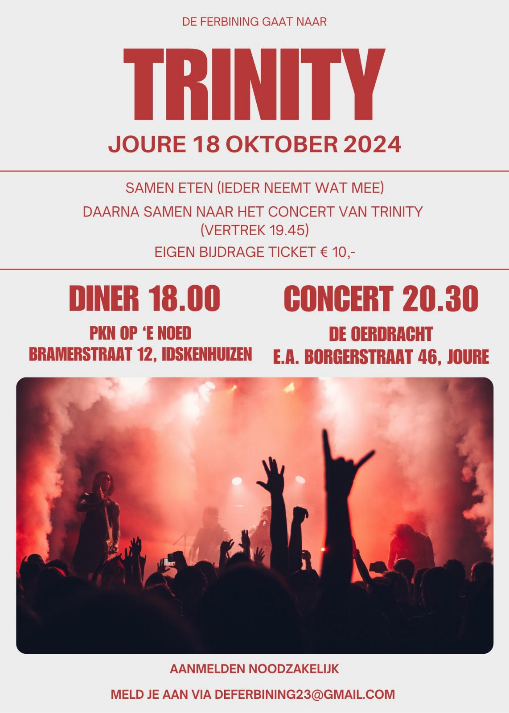 DE FERBINING GAAT NAAR
TRINITY
JOURE 18 OKTOBER 2024
SAMEN ETEN (IEDER NEEMT WAT MEE)
DAARNA SAMEN NAAR HET CONCERT VAN TRINITY
(VERTREK 19.45)
EIGEN BIJDRAGE TICKET € 10,-
DINER 18.00
PKN OP ‘E NOED
BRAMERSTRAAT 12, IDSKENHUIZEN
CONCERT 20.30
DE OERDRACHT
E.A. BORGERSTRAAT 46, JOURE
AANMELDEN NOODZAKELIJK
MELD JE AAN VIA DEFERBINING23@GMAIL.COM